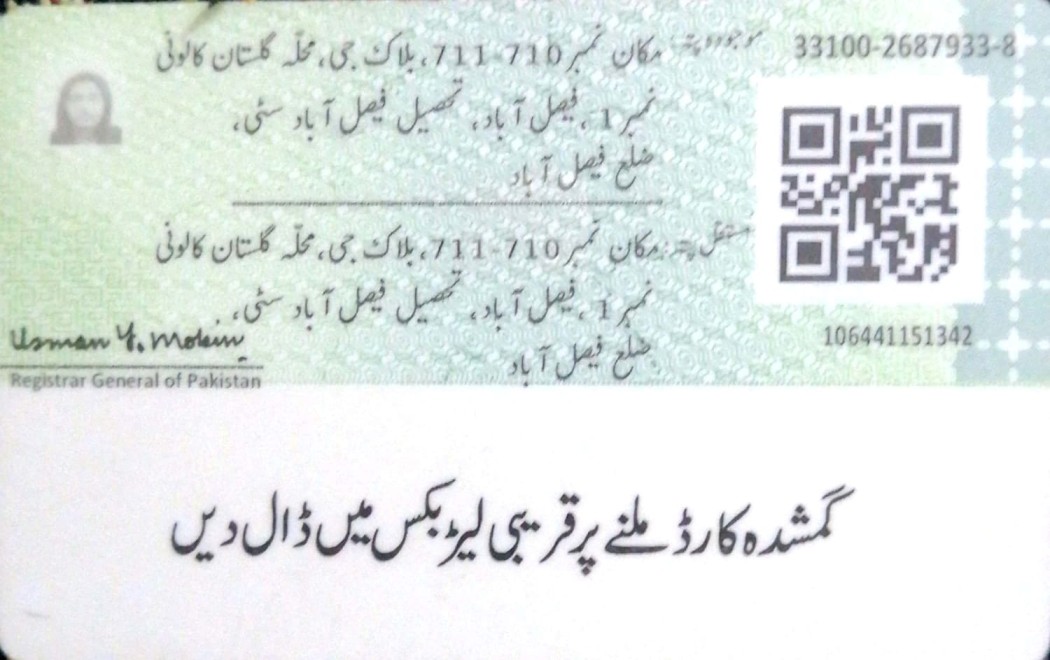 33100-2687933-8
موجودہ پتہ: مکان نمبر 710-711، بلاک جی، محلّہ گلستان کالونی
نمبر 1، فیصل آباد، تحصیل فیصل آباد سٹی،
ضلع فیصل آباد
مستقل پتہ: مکان نمبر 710-711، بلاک جی، محلّہ گلستان کالونی
نمبر 1، فیصل آباد، تحصیل فیصل آباد سٹی،
ضلع فیصل آباد
106441151342
Usman Y. Mobin
Registrar General of Pakistan
گمشدہ کارڈ ملنے پر قریبی لیٹر بکس میں ڈال دیں